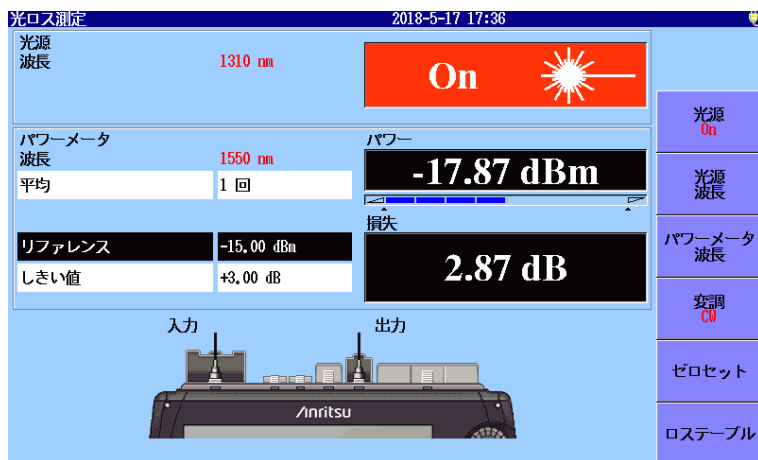 光ロス測定 2018-5-17 17:36
光源
波長 1310 nm
On
パワーメータ
波長 1550 nm
平均 1 回
リファレンス -15.00 dBm
しきい値 +3.00 dB
パワー
-17.87 dBm
損失
2.87 dB
入力 出力
Anritsu
光源
On
光源
波長
パワーメータ
波長
変調
CW
ゼロセット
ロステーブル